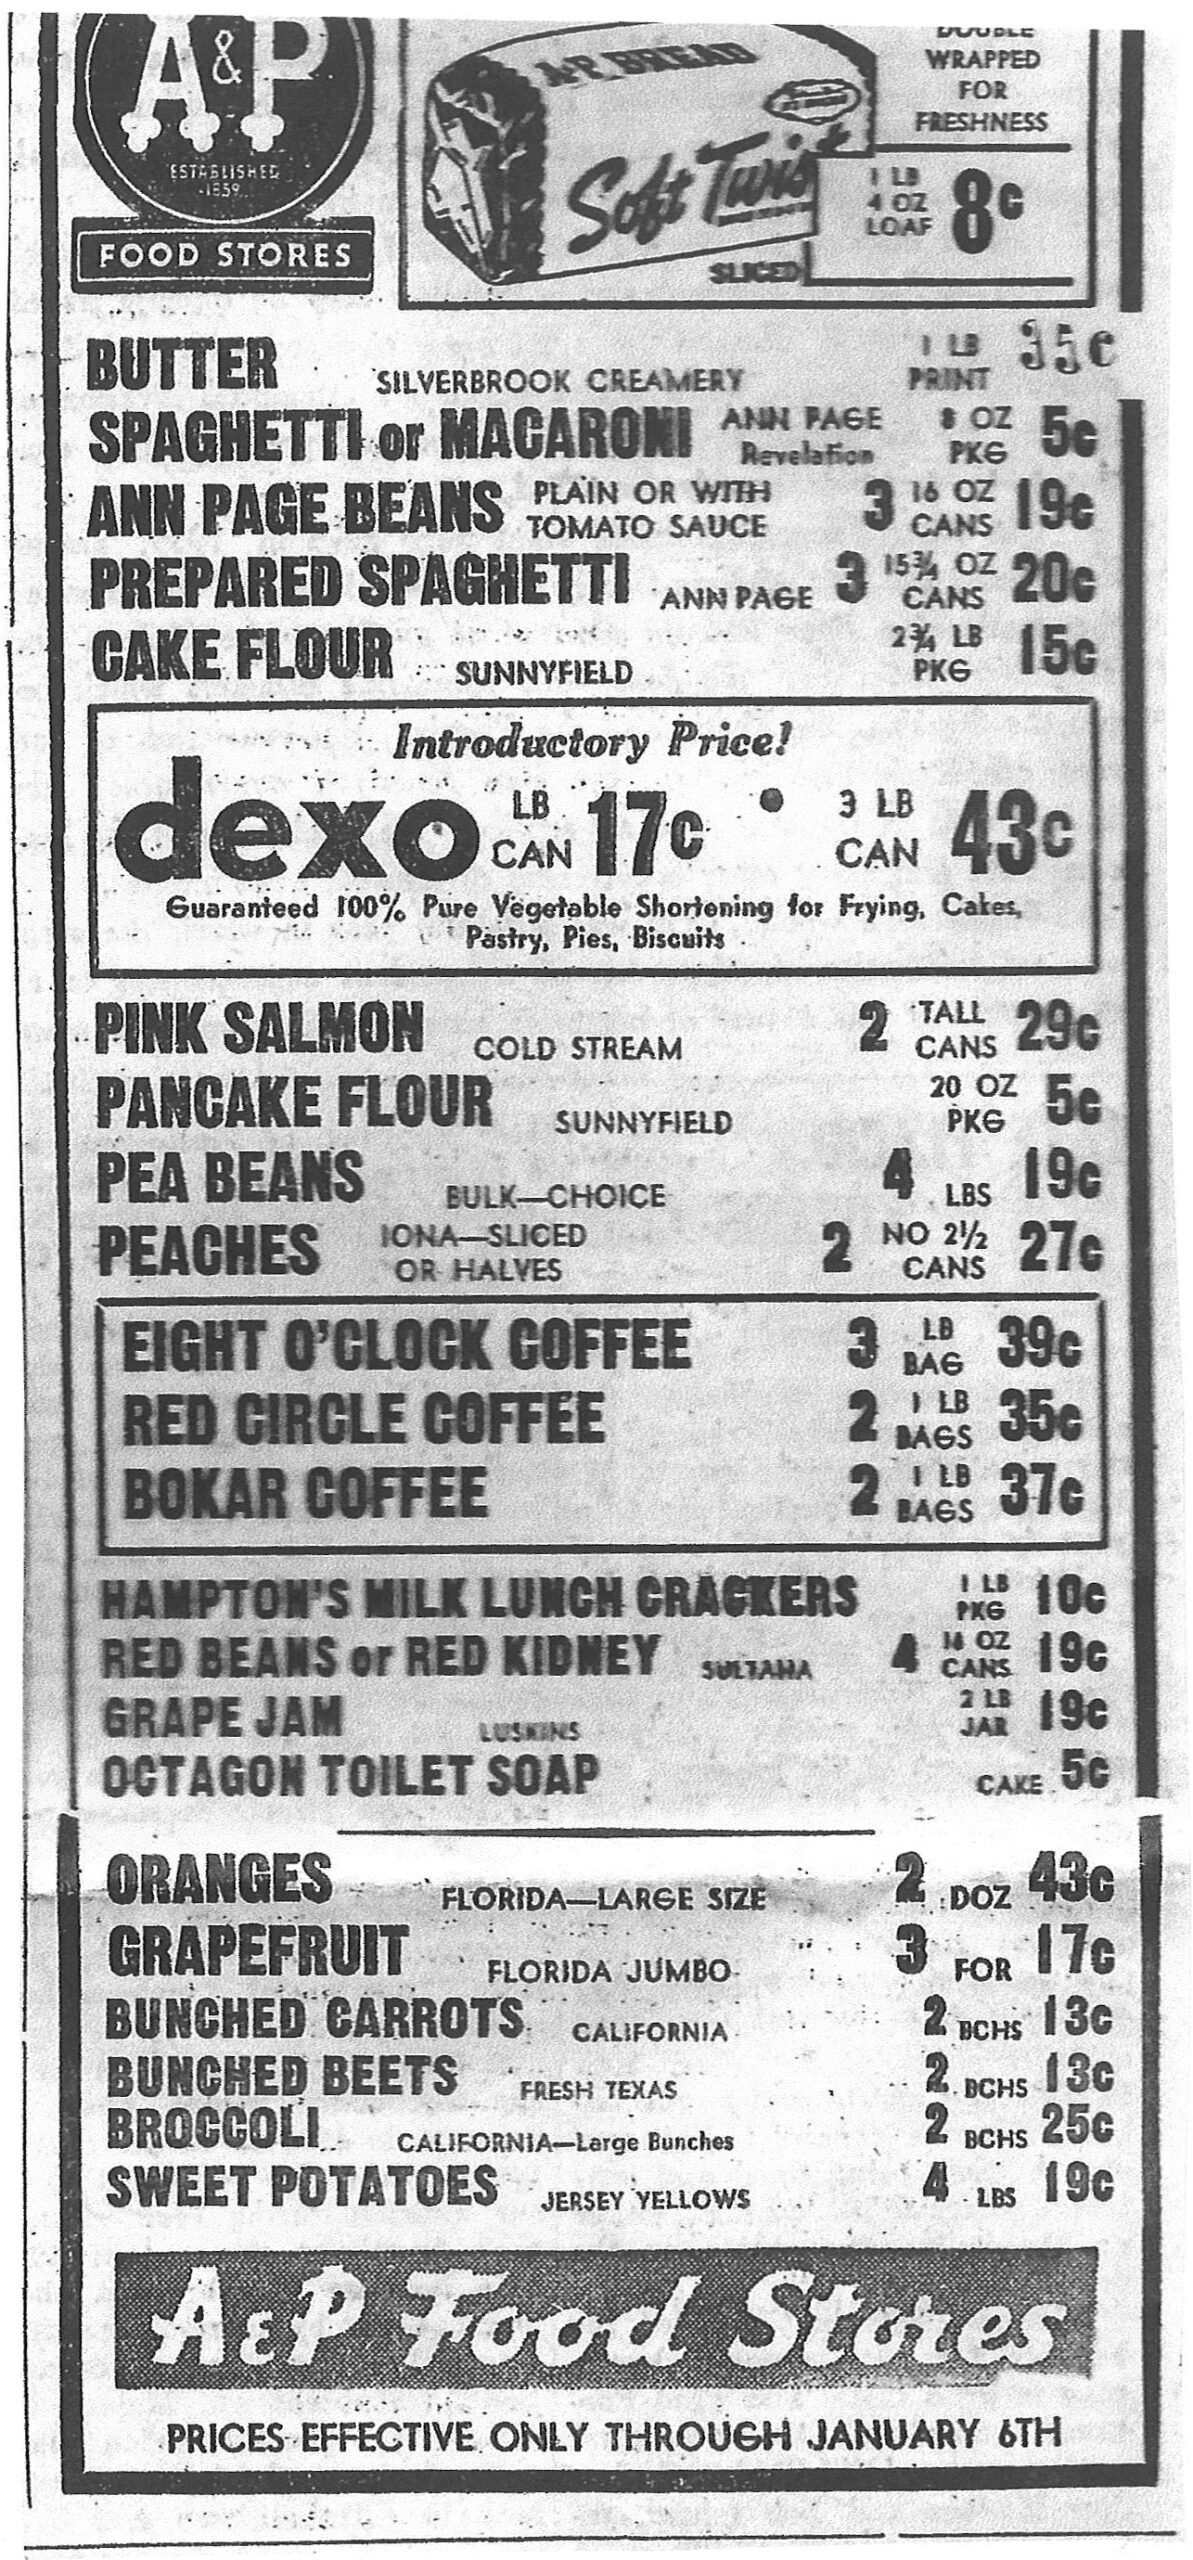 A&P
ESTABLISHED
1859
FOOD STORES
A&P BREAD
Soft Twist
SLICED
DOUBLE
WRAPPED
FOR
FRESHNESS
1 LB
4 OZ
LOAF
8c
BUTTER SILVERBROOK CREAMERY 1 LB PRINT 35c
SPAGHETTI or MACARONI ANN PAGE Revelation 8 OZ PKG 5c
ANN PAGE BEANS PLAIN OR WITH TOMATO SAUCE 3 16 OZ CANS 19c
PREPARED SPAGHETTI ANN PAGE 3 15¾ OZ CANS 20c
CAKE FLOUR SUNNYFIELD 2¾ LB PKG 15c
Introductory Price!
dexo LB CAN 17c • 3 LB CAN 43c
Guaranteed 100% Pure Vegetable Shortening for Frying, Cakes,
Pastry, Pies, Biscuits
PINK SALMON COLD STREAM 2 TALL CANS 29c
PANCAKE FLOUR SUNNYFIELD 20 OZ PKG 5c
PEA BEANS BULK—CHOICE 4 LBS 19c
PEACHES IONA—SLICED OR HALVES 2 NO 2½ CANS 27c
EIGHT O'CLOCK COFFEE 3 LB BAG 39c
RED CIRCLE COFFEE 2 1 LB BAGS 35c
BOKAR COFFEE 2 1 LB BAGS 37c
HAMPTON'S MILK LUNCH CRACKERS 1 LB PKG 10c
RED BEANS or RED KIDNEY SULTANA 4 16 OZ CANS 19c
GRAPE JAM LUSKINS 2 LB JAR 19c
OCTAGON TOILET SOAP CAKE 5c
ORANGES FLORIDA—LARGE SIZE 2 DOZ 43c
GRAPEFRUIT FLORIDA JUMBO 3 FOR 17c
BUNCHED CARROTS CALIFORNIA 2 BCHS 13c
BUNCHED BEETS FRESH TEXAS 2 BCHS 13c
BROCCOLI CALIFORNIA—Large Bunches 2 BCHS 25c
SWEET POTATOES JERSEY YELLOWS 4 LBS 19c
A&P Food Stores
PRICES EFFECTIVE ONLY THROUGH JANUARY 6TH